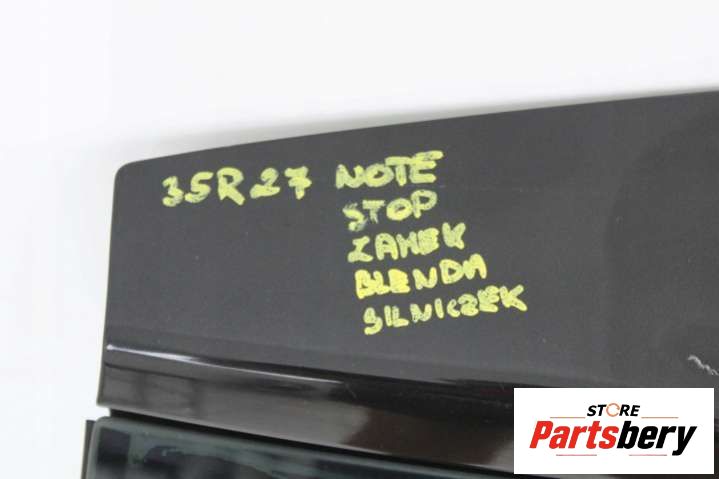 35R27 NOTE
STOP
ZAMEK
BLENDA
SILNICZEK
STORE
Partsbery